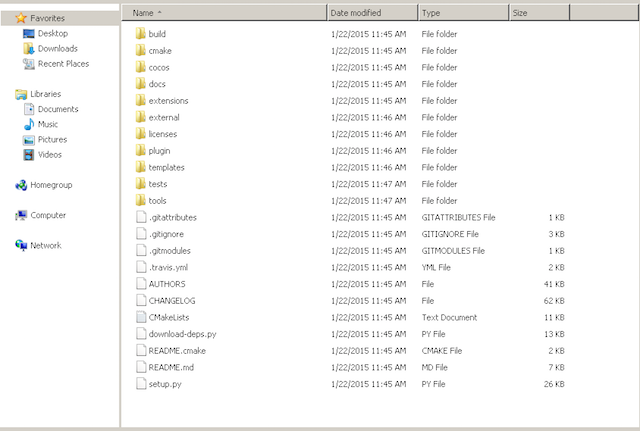 Favorites
Desktop
Downloads
Recent Places
Libraries
Documents
Music
Pictures
Videos
Homegroup
Computer
Network
Name Date modified Type Size
build 1/22/2015 11:45 AM File folder
cmake 1/22/2015 11:45 AM File folder
cocos 1/22/2015 11:45 AM File folder
docs 1/22/2015 11:45 AM File folder
extensions 1/22/2015 11:45 AM File folder
external 1/22/2015 11:46 AM File folder
licenses 1/22/2015 11:46 AM File folder
plugin 1/22/2015 11:46 AM File folder
templates 1/22/2015 11:46 AM File folder
tests 1/22/2015 11:47 AM File folder
tools 1/22/2015 11:47 AM File folder
.gitattributes 1/22/2015 11:45 AM GITATTRIBUTES File 1 KB
.gitignore 1/22/2015 11:45 AM GITIGNORE File 3 KB
.gitmodules 1/22/2015 11:45 AM GITMODULES File 1 KB
.travis.yml 1/22/2015 11:45 AM YML File 2 KB
AUTHORS 1/22/2015 11:45 AM File 41 KB
CHANGELOG 1/22/2015 11:45 AM File 62 KB
CMakeLists 1/22/2015 11:45 AM Text Document 11 KB
download-deps.py 1/22/2015 11:45 AM PY File 13 KB
README.cmake 1/22/2015 11:45 AM CMAKE File 2 KB
README.md 1/22/2015 11:45 AM MD File 7 KB
setup.py 1/22/2015 11:45 AM PY File 26 KB